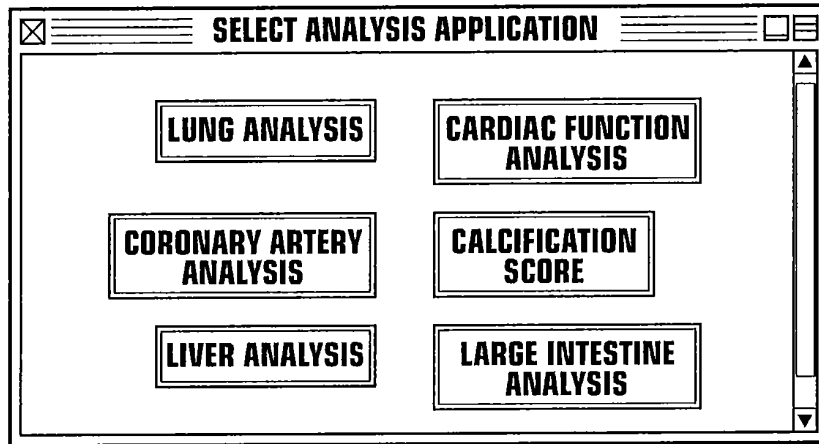 SELECT ANALYSIS APPLICATION
LUNG ANALYSIS
CARDIAC FUNCTION
ANALYSIS
CORONARY ARTERY
ANALYSIS
CALCIFICATION
SCORE
LIVER ANALYSIS
LARGE INTESTINE
ANALYSIS